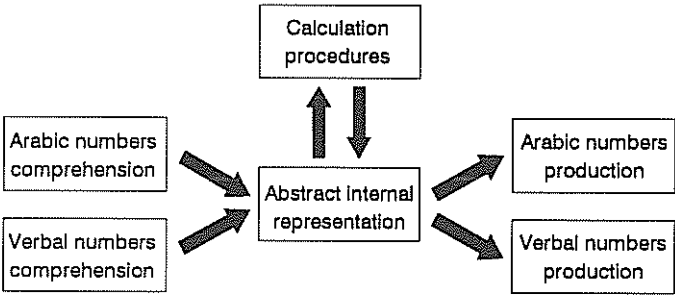 Calculation
procedures
Arabic numbers
comprehension
Verbal numbers
comprehension
Abstract internal
representation
Arabic numbers
production
Verbal numbers
production